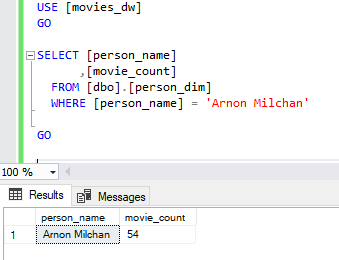 USE [movies_dw]
GO
SELECT [person_name]
,[movie_count]
FROM [dbo].[person_dim]
WHERE [person_name] = 'Arnon Milchan'
GO
100 %
Results Messages
person_name movie_count
1 Arnon Milchan 54